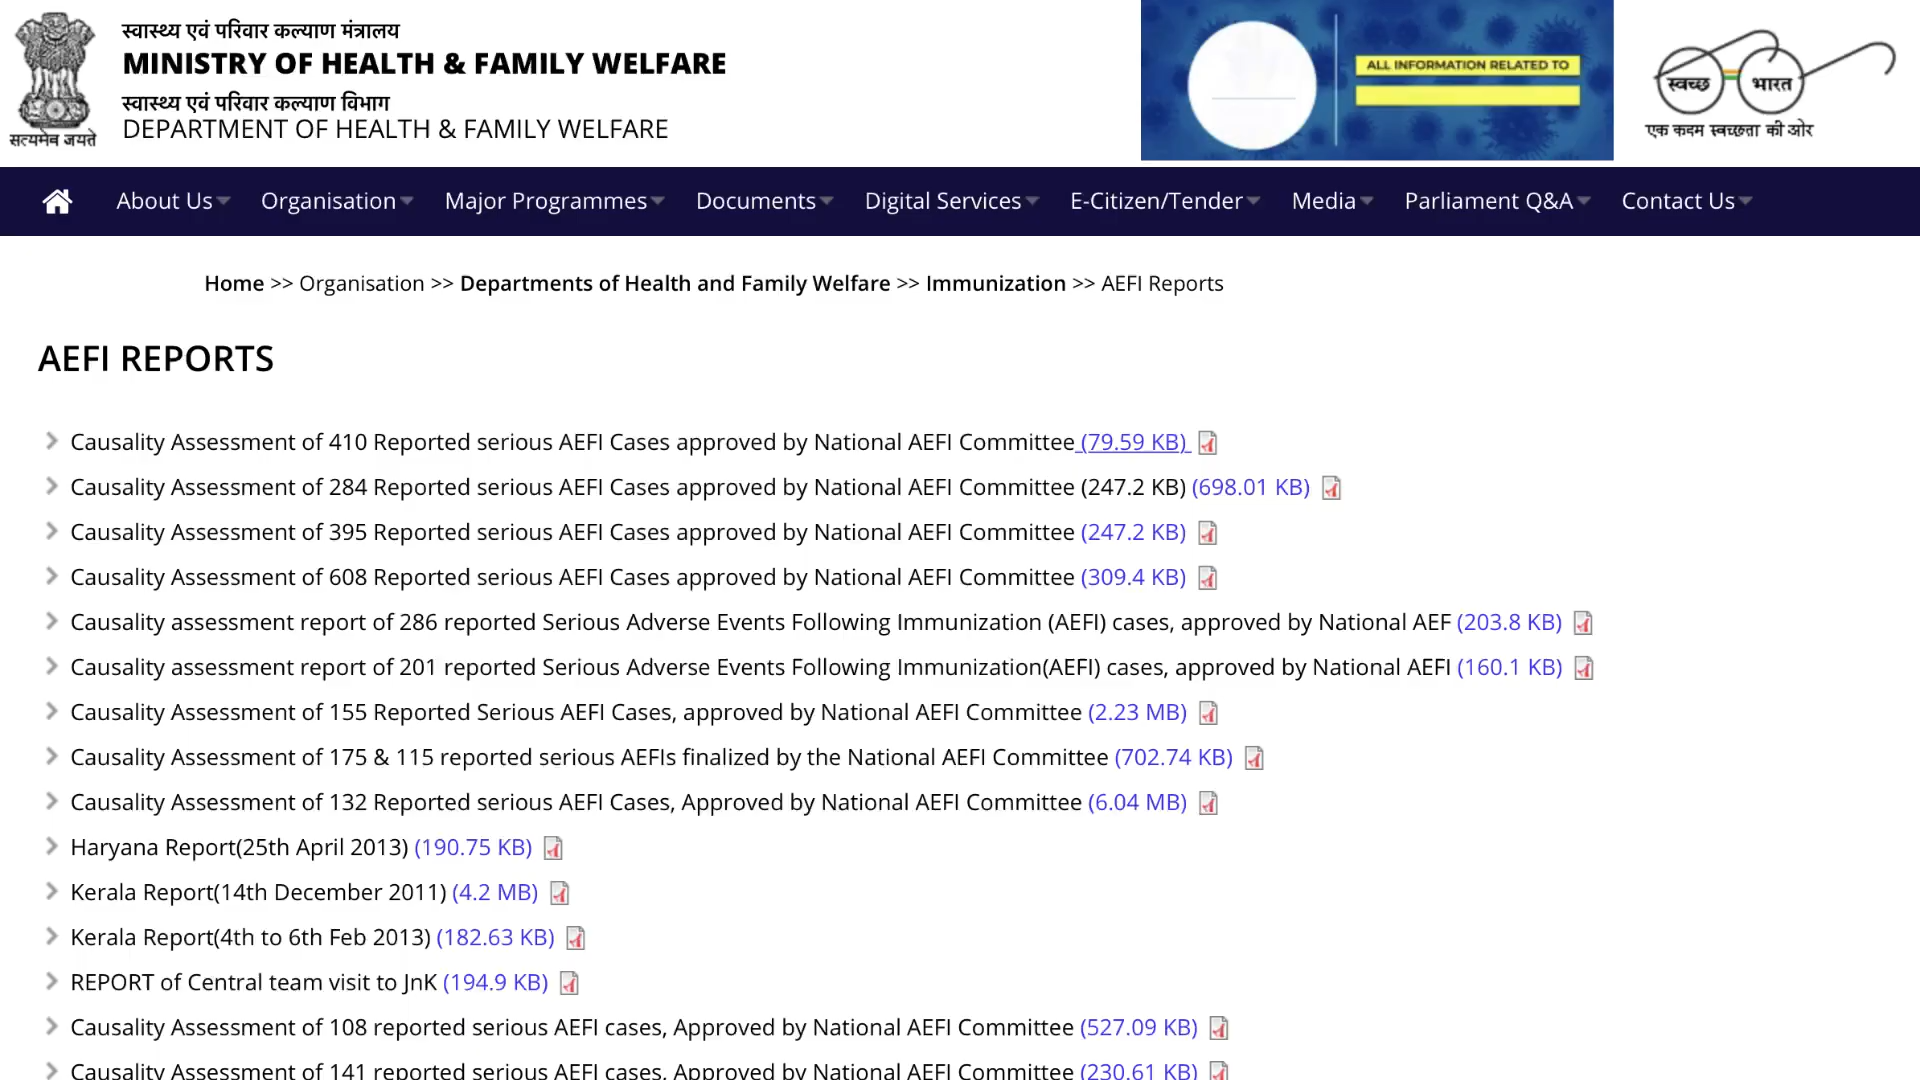 स्वास्थ्य एवं परिवार कल्याण मंत्रालय
MINISTRY OF HEALTH & FAMILY WELFARE
स्वास्थ्य एवं परिवार कल्याण विभाग
DEPARTMENT OF HEALTH & FAMILY WELFARE
सत्यमेव जयते
ALL INFORMATION RELATED TO
स्वच्छ भारत
एक कदम स्वच्छता की ओर
About Us Organisation Major Programmes Documents Digital Services E-Citizen/Tender Media Parliament Q&A Contact Us
Home >> Organisation >> Departments of Health and Family Welfare >> Immunization >> AEFI Reports
AEFI REPORTS
Causality Assessment of 410 Reported serious AEFI Cases approved by National AEFI Committee (79.59 KB)
Causality Assessment of 284 Reported serious AEFI Cases approved by National AEFI Committee (247.2 KB) (698.01 KB)
Causality Assessment of 395 Reported serious AEFI Cases approved by National AEFI Committee (247.2 KB)
Causality Assessment of 608 Reported serious AEFI Cases approved by National AEFI Committee (309.4 KB)
Causality assessment report of 286 reported Serious Adverse Events Following Immunization (AEFI) cases, approved by National AEF (203.8 KB)
Causality assessment report of 201 reported Serious Adverse Events Following Immunization(AEFI) cases, approved by National AEFI (160.1 KB)
Causality Assessment of 155 Reported Serious AEFI Cases, approved by National AEFI Committee (2.23 MB)
Causality Assessment of 175 & 115 reported serious AEFIs finalized by the National AEFI Committee (702.74 KB)
Causality Assessment of 132 Reported serious AEFI Cases, Approved by National AEFI Committee (6.04 MB)
Haryana Report(25th April 2013) (190.75 KB)
Kerala Report(14th December 2011) (4.2 MB)
Kerala Report(4th to 6th Feb 2013) (182.63 KB)
REPORT of Central team visit to JnK (194.9 KB)
Causality Assessment of 108 reported serious AEFI cases, Approved by National AEFI Committee (527.09 KB)
Causality Assessment of 141 reported serious AEFI cases, Approved by National AEFI Committee (230.61 KB)